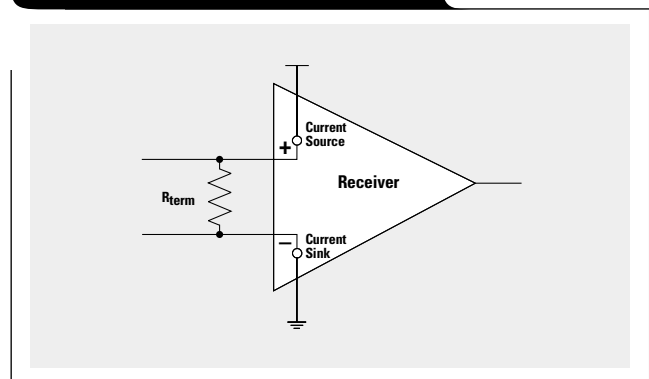 +
Current
Source
Receiver
Rterm
−
Current
Sink